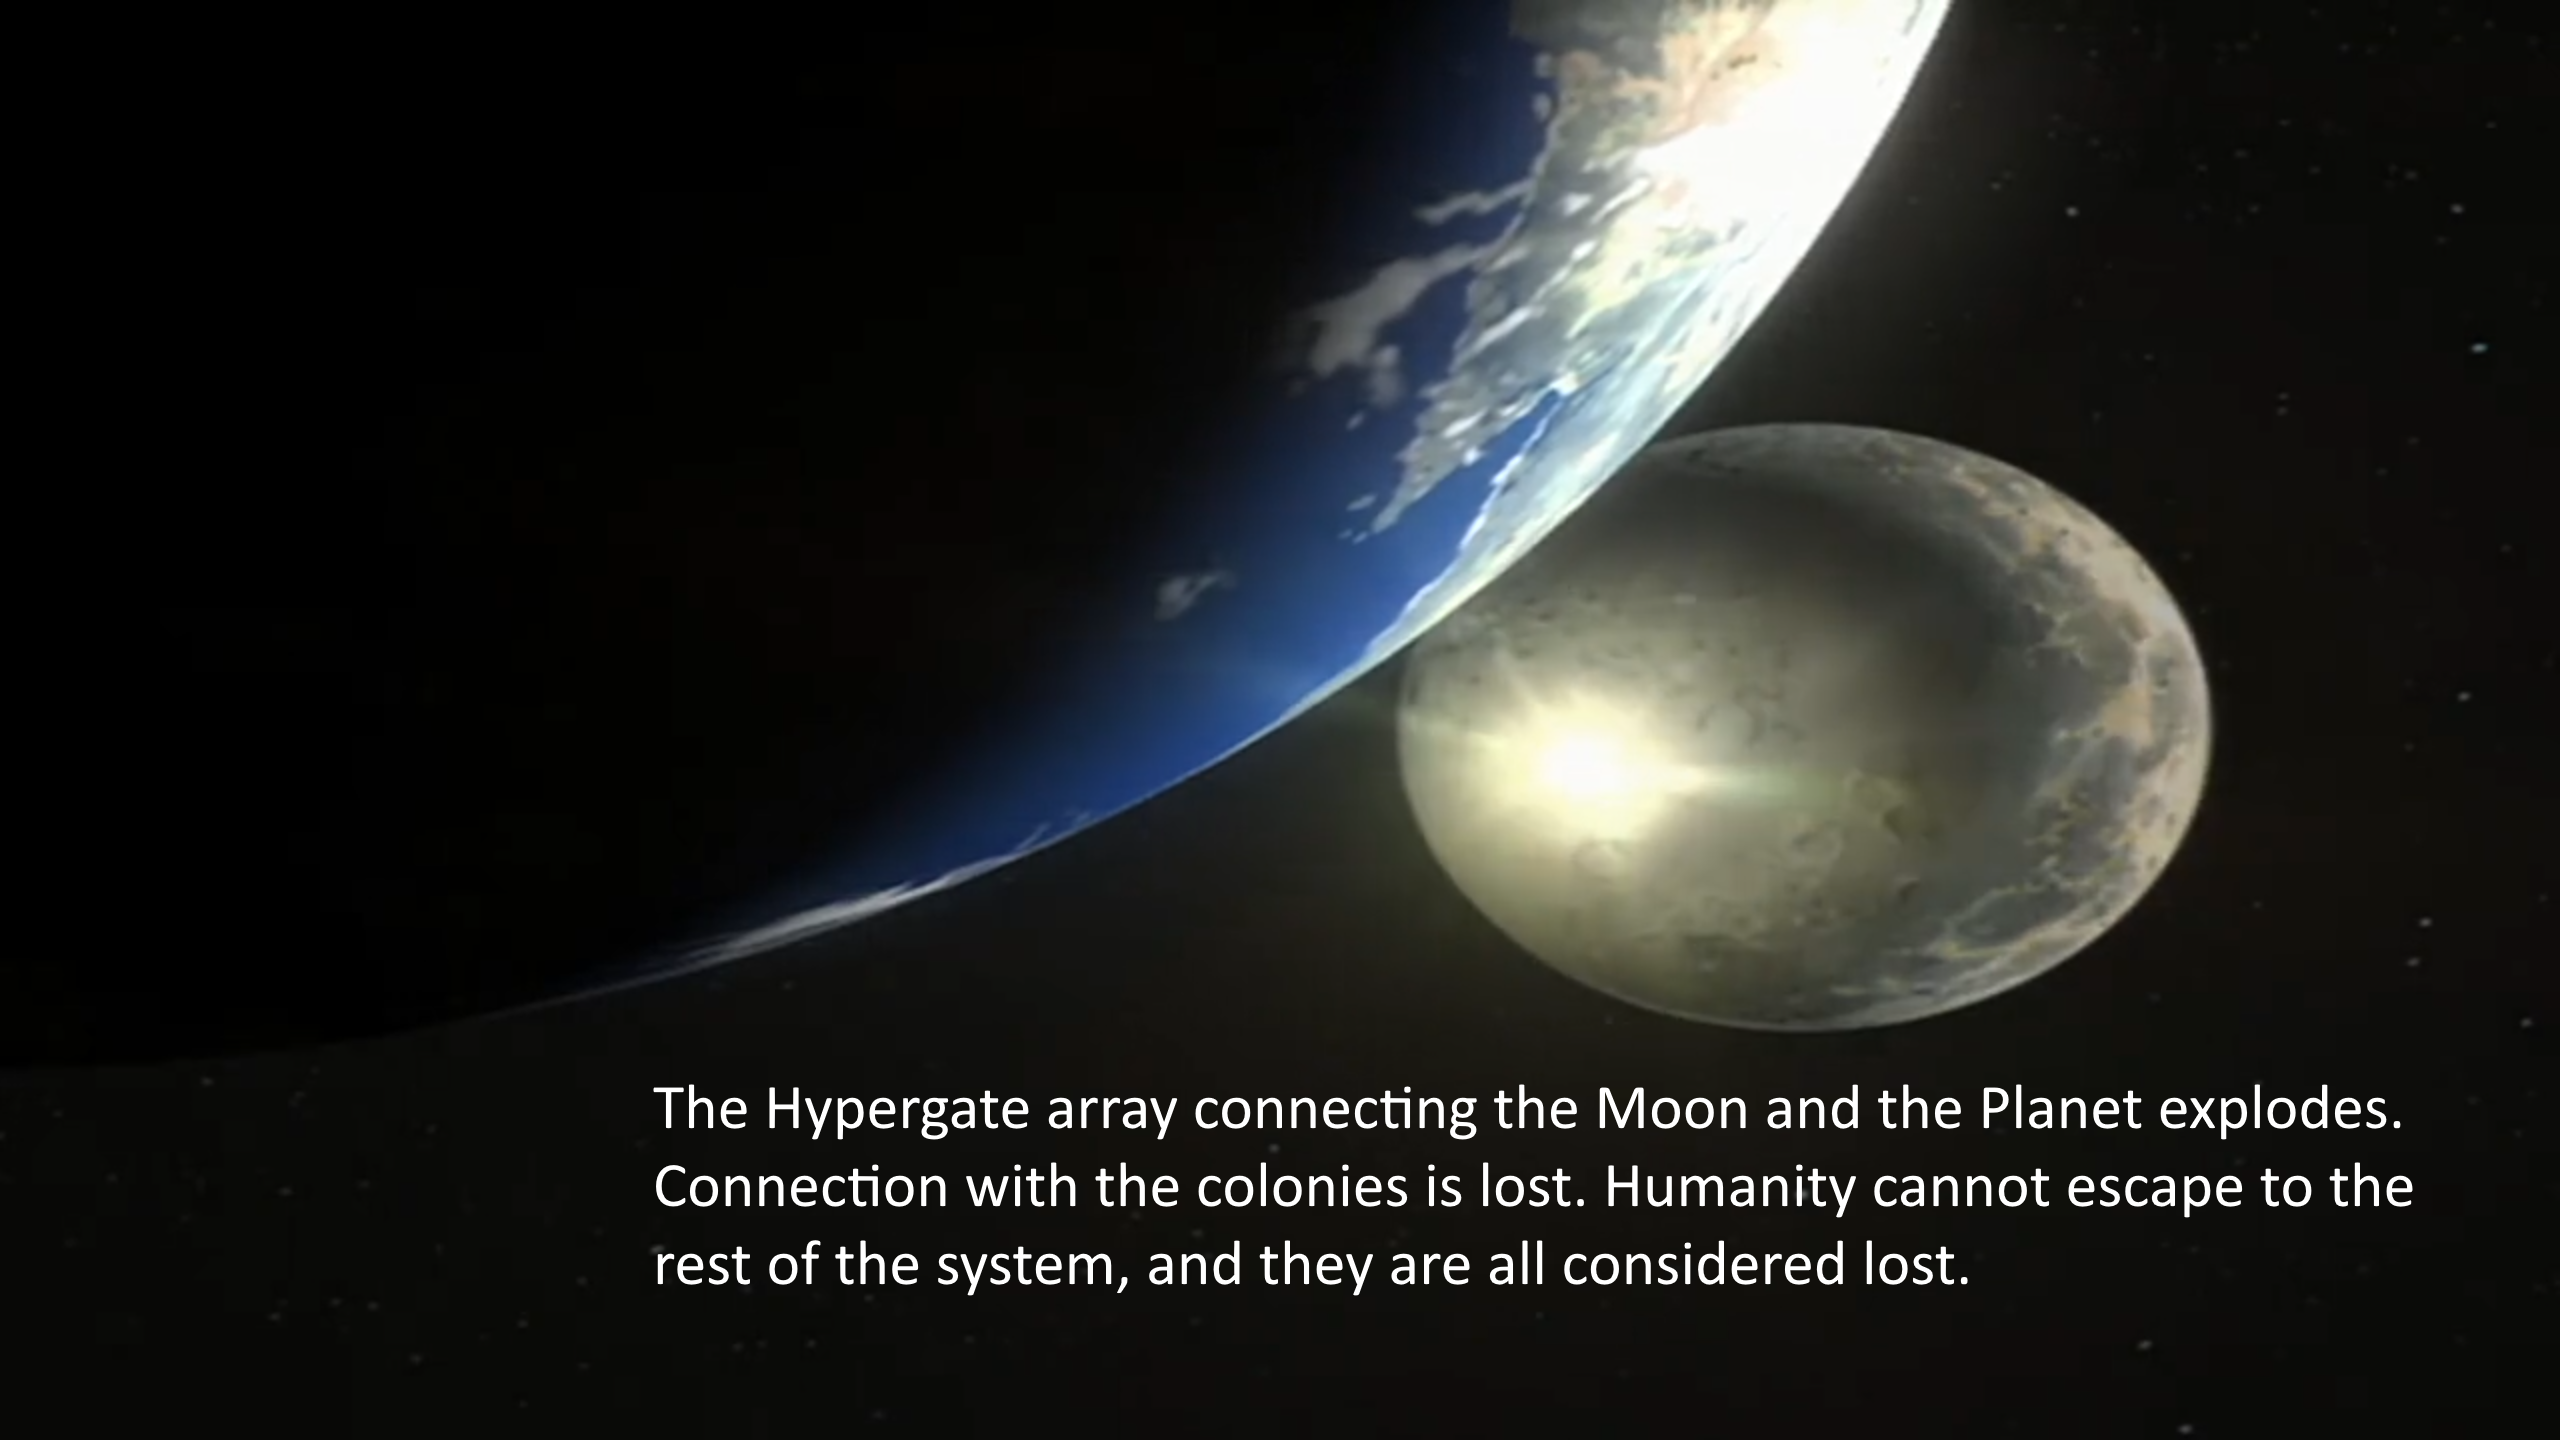 The Hypergate array connecting the Moon and the Planet explodes.
Connection with the colonies is lost. Humanity cannot escape to the
rest of the system, and they are all considered lost.